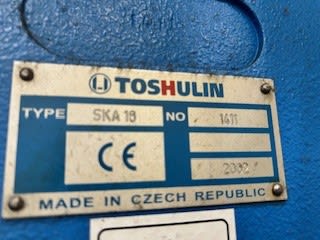 TOSHULIN
TYPE SKA 16 NO 1411
CE 2002
MADE IN CZECH REPUBLIC